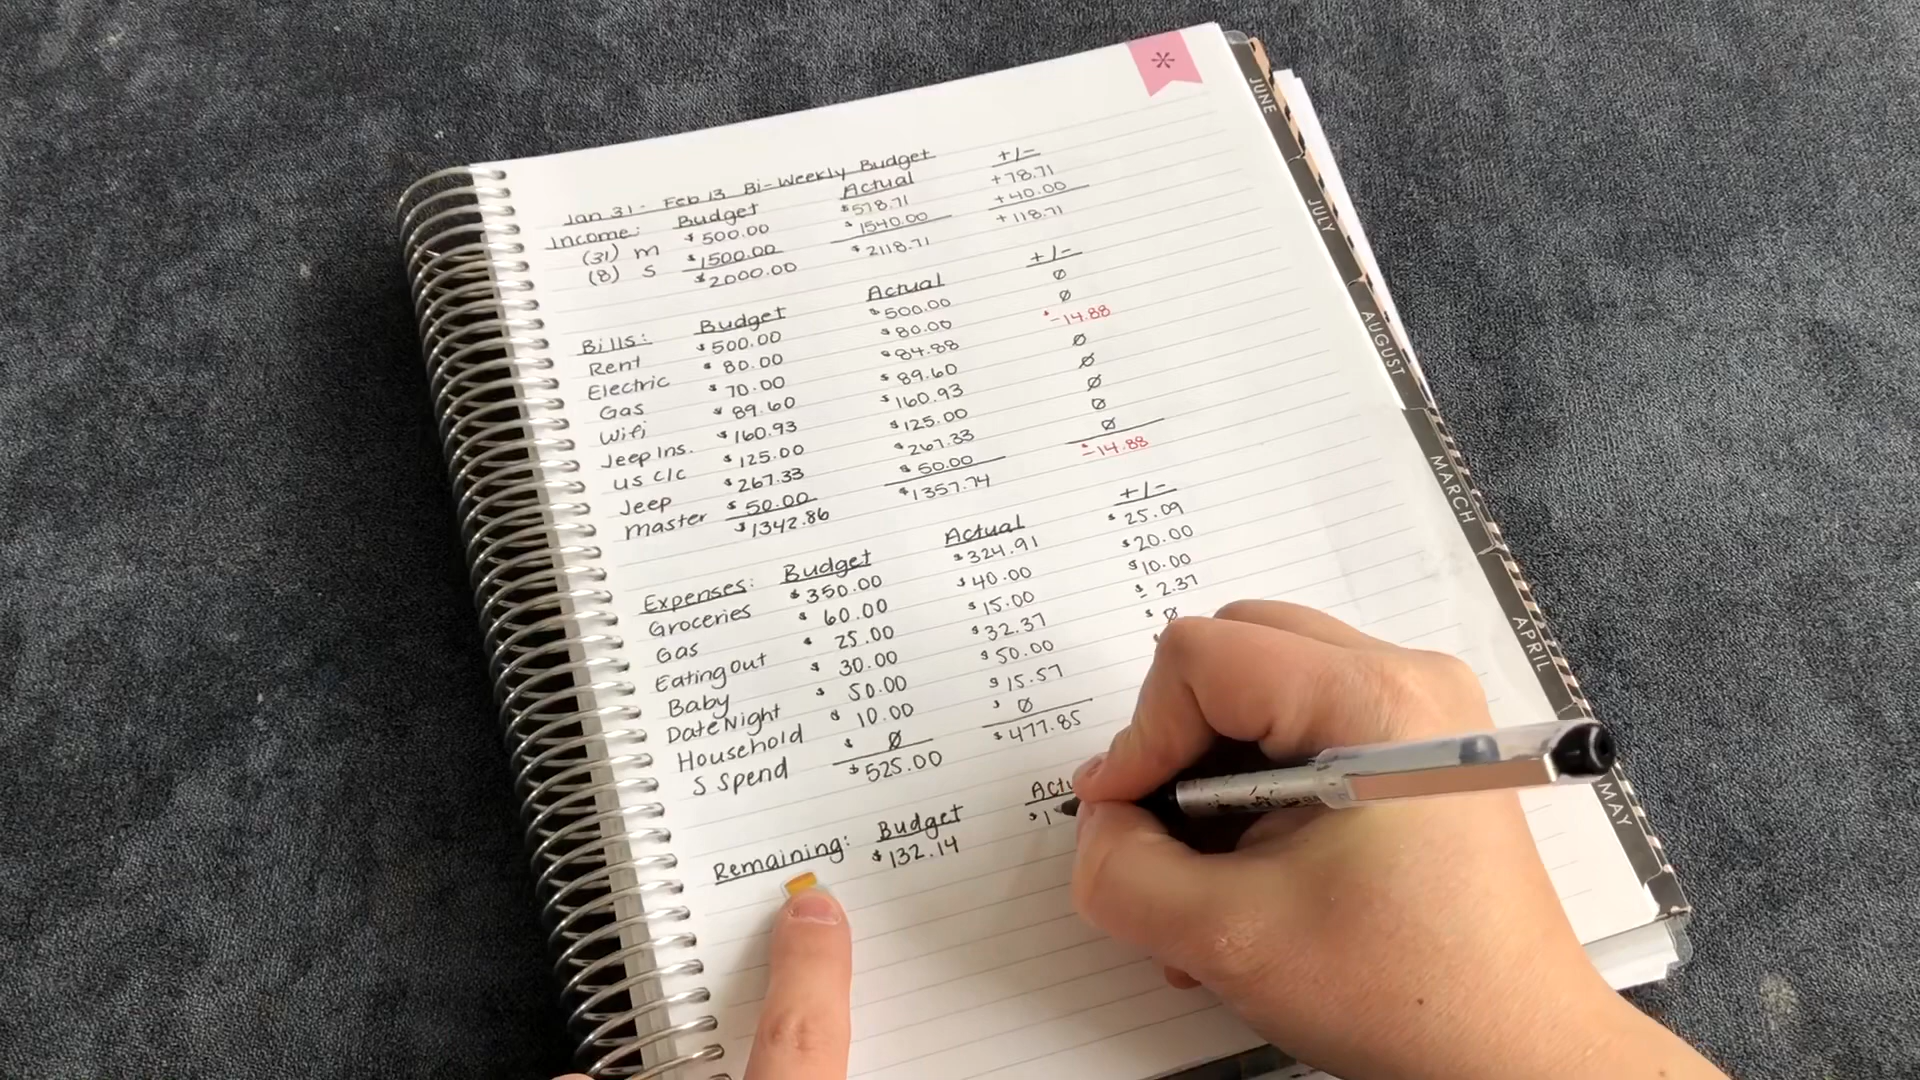 Jan 31 - Feb 13 Bi-Weekly Budget
Income: Budget Actual +/-
(31) m $500.00 $578.71 +78.71
(8) S $1500.00 $1540.00 +40.00
$2000.00 $2118.71 +118.71
Bills: Budget Actual +/-
Rent $500.00 $500.00 Ø
Electric $80.00 $80.00 Ø
Gas $70.00 $84.88 $-14.88
Wifi $89.60 $89.60 Ø
Jeep Ins. $160.93 $160.93 Ø
US C/C $125.00 $125.00 Ø
Jeep $267.33 $267.33 Ø
Master $50.00 $50.00 Ø
$1342.86 $1357.74 $-14.88
Expenses: Budget Actual +/-
Groceries $350.00 $324.91 $25.09
Gas $60.00 $40.00 $20.00
Eating out $25.00 $15.00 $10.00
Baby $30.00 $32.37 $-2.37
Date Night $50.00 $50.00 $Ø
Household $10.00 $15.57
S Spend $Ø $Ø
$525.00 $477.85
Remaining: Budget
$132.14 $1
JUNE
JULY
AUGUST
MARCH
APRIL
MAY